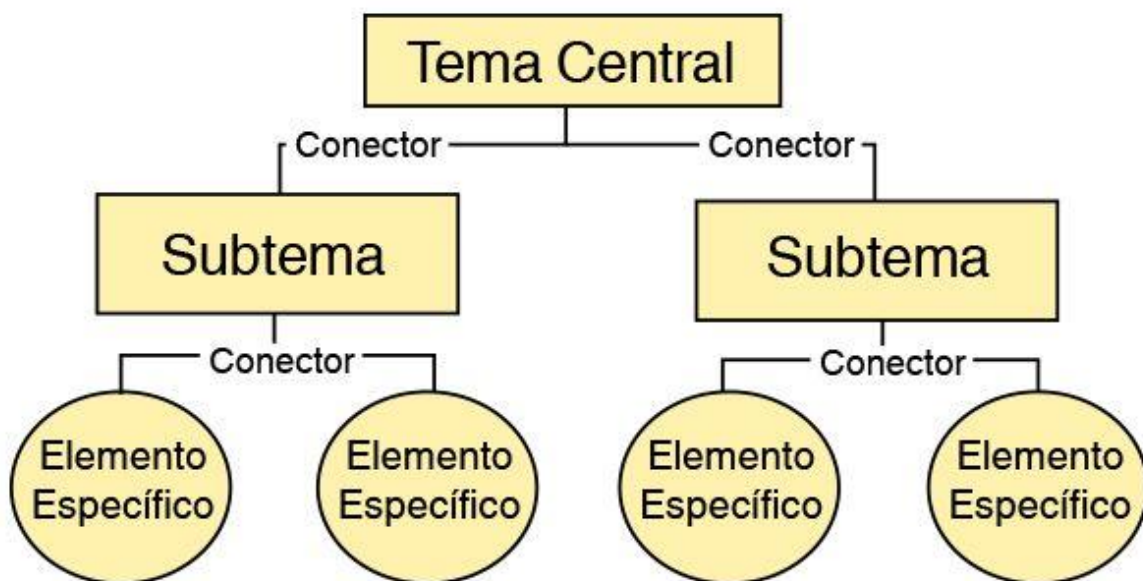 Tema Central
Conector
Conector
Subtema
Subtema
Conector
Conector
Elemento
Específico
Elemento
Específico
Elemento
Específico
Elemento
Específico